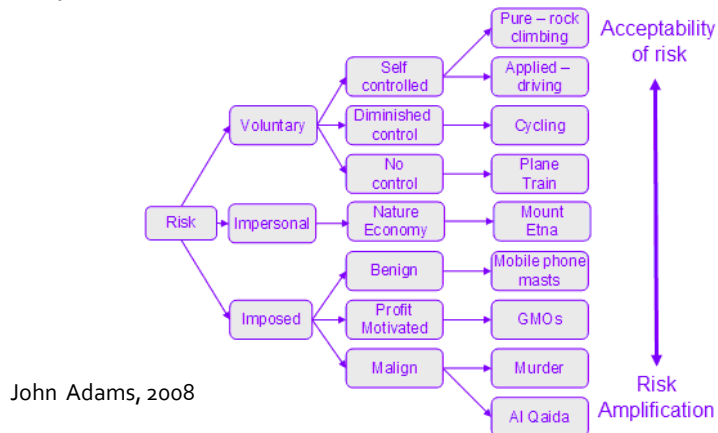 Pure – rock
climbing
Acceptability
of risk
Self
controlled
Applied –
driving
Voluntary
Diminished
control
Cycling
No
control
Plane
Train
Risk
Impersonal
Nature
Economy
Mount
Etna
Benign
Mobile phone
masts
Imposed
Profit
Motivated
GMOs
Malign
Murder
Al Qaida
Risk
Amplification
John Adams, 2008